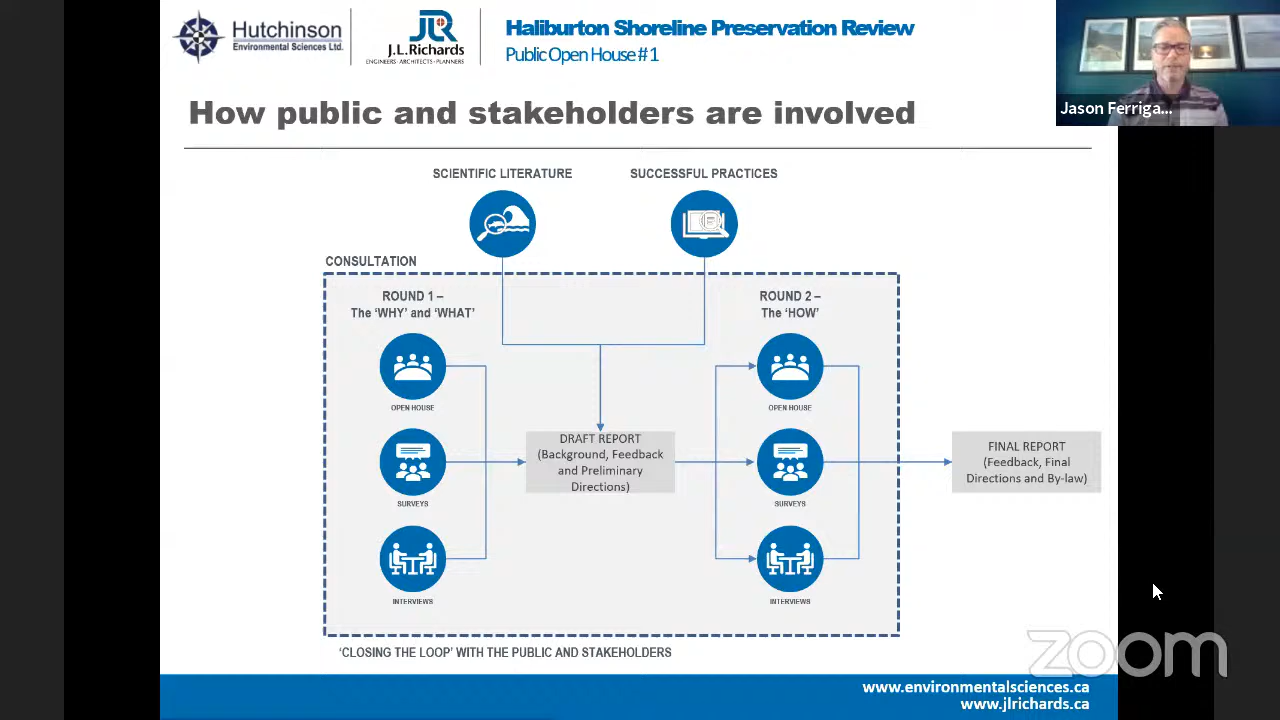 Hutchinson
Environmental Sciences Ltd.
J.L.Richards
ENGINEERS · ARCHITECTS · PLANNERS
Haliburton Shoreline Preservation Review
Public Open House # 1
Jason Ferriga...
How public and stakeholders are involved
SCIENTIFIC LITERATURE
SUCCESSFUL PRACTICES
CONSULTATION
ROUND 1 –
The ‘WHY’ and ‘WHAT’
ROUND 2 –
The ‘HOW’
OPEN HOUSE
OPEN HOUSE
DRAFT REPORT
(Background, Feedback
and Preliminary
Directions)
FINAL REPORT
(Feedback, Final
Directions and By-law)
SURVEYS
SURVEYS
INTERVIEWS
INTERVIEWS
‘CLOSING THE LOOP’ WITH THE PUBLIC AND STAKEHOLDERS
zoom
www.environmentalsciences.ca
www.jlrichards.ca